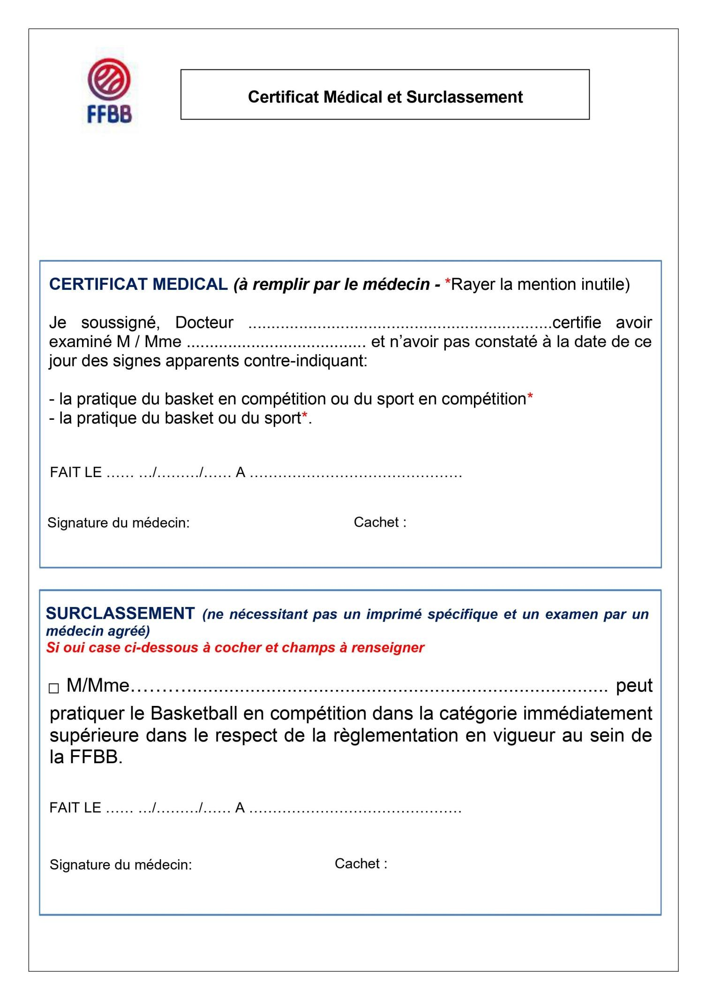 FFBB
Certificat Médical et Surclassement
CERTIFICAT MEDICAL (à remplir par le médecin - *Rayer la mention inutile)
Je soussigné, Docteur ..................................................................certifie avoir
examiné M / Mme ....................................... et n’avoir pas constaté à la date de ce
jour des signes apparents contre-indiquant:
- la pratique du basket en compétition ou du sport en compétition*
- la pratique du basket ou du sport*.
FAIT LE …… …/………/…… A ………………………………………
Signature du médecin:
Cachet :
SURCLASSEMENT (ne nécessitant pas un imprimé spécifique et un examen par un
médecin agréé)
Si oui case ci-dessous à cocher et champs à renseigner
□ M/Mme………....................................................................... peut
pratiquer le Basketball en compétition dans la catégorie immédiatement
supérieure dans le respect de la règlementation en vigueur au sein de
la FFBB.
FAIT LE …… …/………/…… A ………………………………………
Signature du médecin:
Cachet :